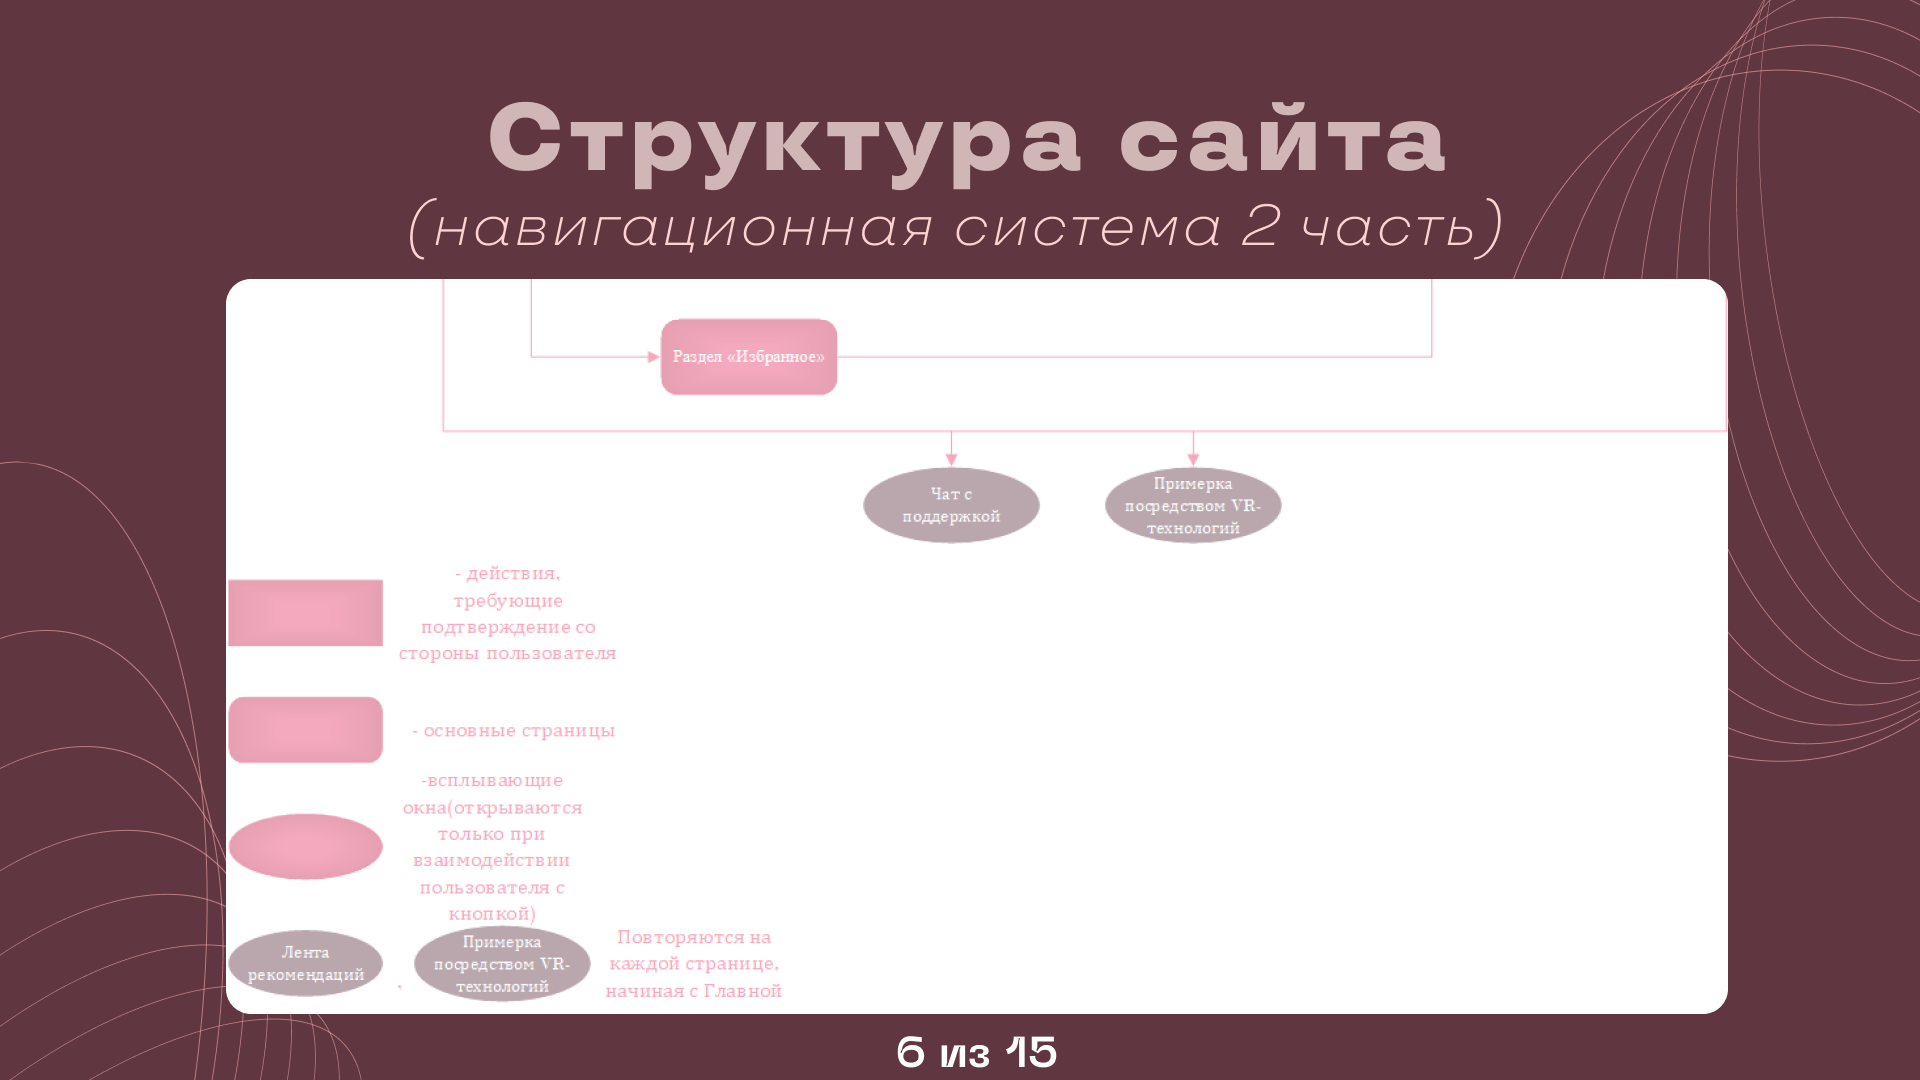 Структура сайта
(навигационная система 2 часть)
Раздел «Избранное»
Чат с
поддержкой
Примерка
посредством VR-
технологий
- действия,
требующие
подтверждение со
стороны пользователя
- основные страницы
-всплывающие
окна(открываются
только при
взаимодействии
пользователя с
кнопкой)
Лента
рекомендаций
,
Примерка
посредством VR-
технологий
Повторяются на
каждой странице,
начиная с Главной
6 из 15